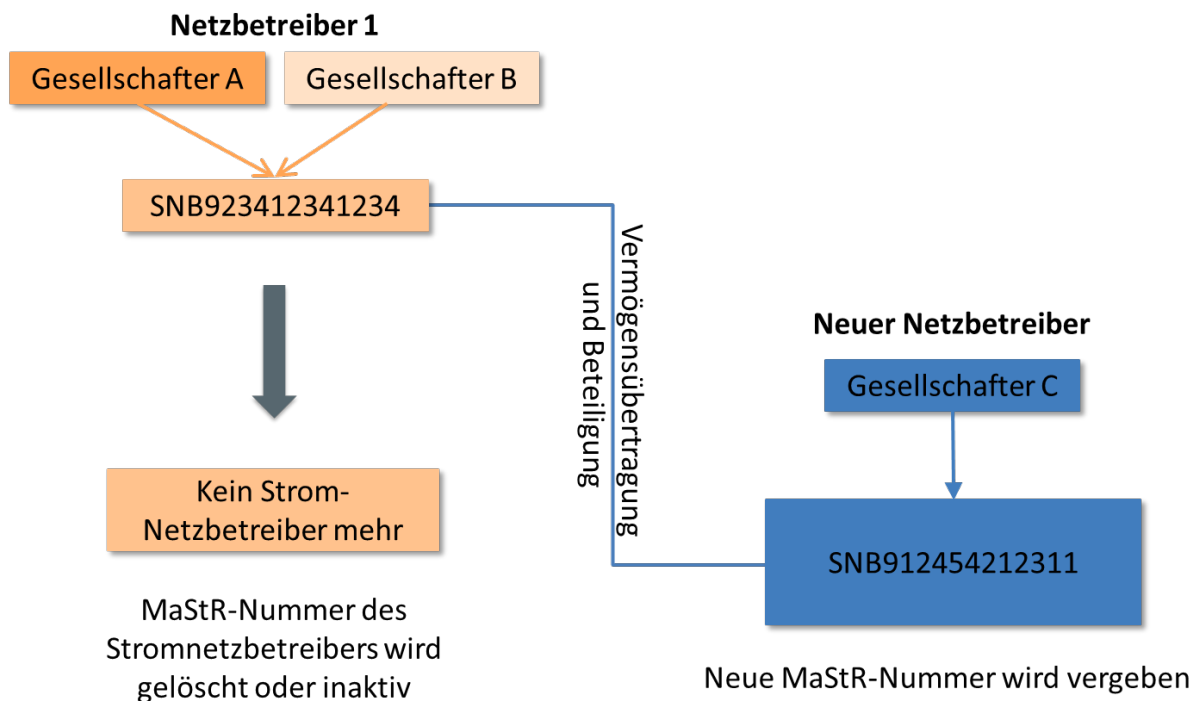 Netzbetreiber 1
Gesellschafter A
Gesellschafter B
SNB923412341234
Vermögensübertragung
und Beteiligung
Kein Strom-
Netzbetreiber mehr
MaStR-Nummer des
Stromnetzbetreibers wird
gelöscht oder inaktiv
Neuer Netzbetreiber
Gesellschafter C
SNB912454212311
Neue MaStR-Nummer wird vergeben